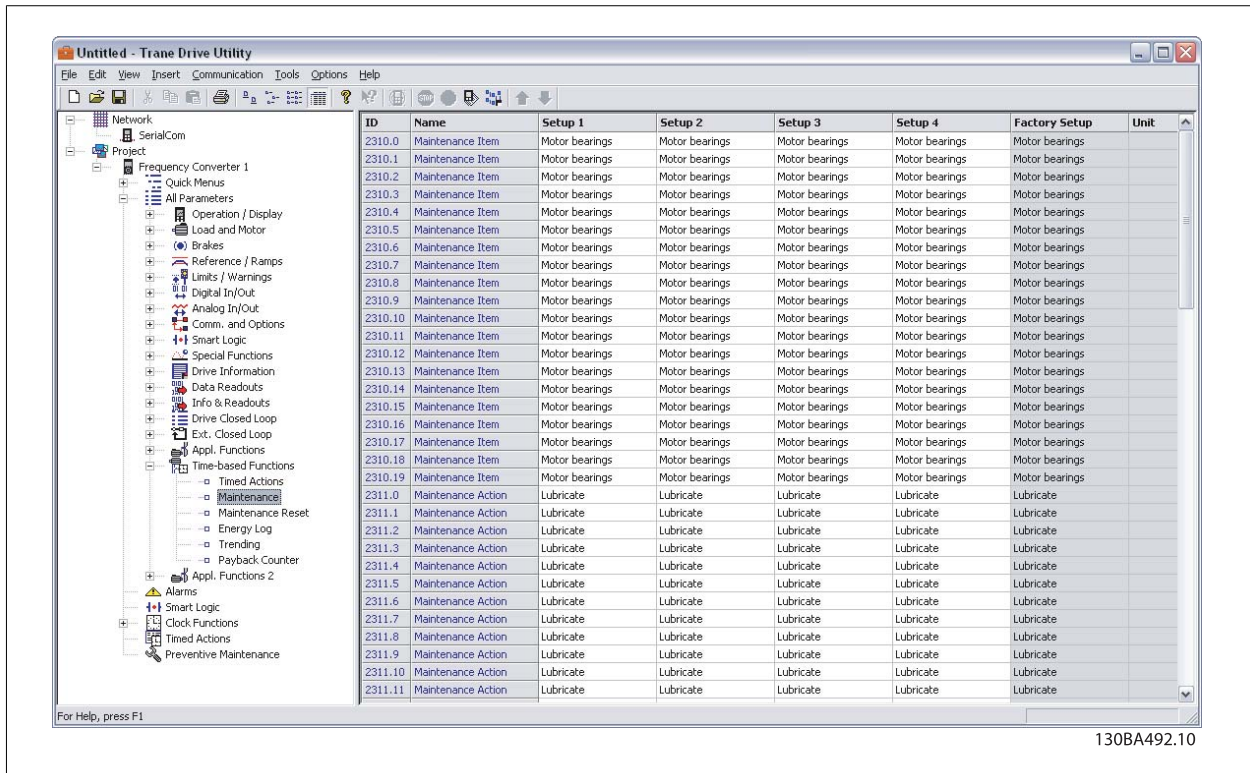 Untitled - Trane Drive Utility
File Edit View Insert Communication Tools Options Help
STOP
Network
SerialCom
Project
Frequency Converter 1
Quick Menus
All Parameters
Operation / Display
Load and Motor
Brakes
Reference / Ramps
Limits / Warnings
Digital In/Out
Analog In/Out
Comm. and Options
Smart Logic
Special Functions
Drive Information
Data Readouts
Info & Readouts
Drive Closed Loop
Ext. Closed Loop
Appl. Functions
Time-based Functions
Timed Actions
Maintenance
Maintenance Reset
Energy Log
Trending
Payback Counter
Appl. Functions 2
Alarms
Smart Logic
Clock Functions
Timed Actions
Preventive Maintenance
ID Name Setup 1 Setup 2 Setup 3 Setup 4 Factory Setup Unit
2310.0 Maintenance Item Motor bearings Motor bearings Motor bearings Motor bearings Motor bearings
2310.1 Maintenance Item Motor bearings Motor bearings Motor bearings Motor bearings Motor bearings
2310.2 Maintenance Item Motor bearings Motor bearings Motor bearings Motor bearings Motor bearings
2310.3 Maintenance Item Motor bearings Motor bearings Motor bearings Motor bearings Motor bearings
2310.4 Maintenance Item Motor bearings Motor bearings Motor bearings Motor bearings Motor bearings
2310.5 Maintenance Item Motor bearings Motor bearings Motor bearings Motor bearings Motor bearings
2310.6 Maintenance Item Motor bearings Motor bearings Motor bearings Motor bearings Motor bearings
2310.7 Maintenance Item Motor bearings Motor bearings Motor bearings Motor bearings Motor bearings
2310.8 Maintenance Item Motor bearings Motor bearings Motor bearings Motor bearings Motor bearings
2310.9 Maintenance Item Motor bearings Motor bearings Motor bearings Motor bearings Motor bearings
2310.10 Maintenance Item Motor bearings Motor bearings Motor bearings Motor bearings Motor bearings
2310.11 Maintenance Item Motor bearings Motor bearings Motor bearings Motor bearings Motor bearings
2310.12 Maintenance Item Motor bearings Motor bearings Motor bearings Motor bearings Motor bearings
2310.13 Maintenance Item Motor bearings Motor bearings Motor bearings Motor bearings Motor bearings
2310.14 Maintenance Item Motor bearings Motor bearings Motor bearings Motor bearings Motor bearings
2310.15 Maintenance Item Motor bearings Motor bearings Motor bearings Motor bearings Motor bearings
2310.16 Maintenance Item Motor bearings Motor bearings Motor bearings Motor bearings Motor bearings
2310.17 Maintenance Item Motor bearings Motor bearings Motor bearings Motor bearings Motor bearings
2310.18 Maintenance Item Motor bearings Motor bearings Motor bearings Motor bearings Motor bearings
2310.19 Maintenance Item Motor bearings Motor bearings Motor bearings Motor bearings Motor bearings
2311.0 Maintenance Action Lubricate Lubricate Lubricate Lubricate Lubricate
2311.1 Maintenance Action Lubricate Lubricate Lubricate Lubricate Lubricate
2311.2 Maintenance Action Lubricate Lubricate Lubricate Lubricate Lubricate
2311.3 Maintenance Action Lubricate Lubricate Lubricate Lubricate Lubricate
2311.4 Maintenance Action Lubricate Lubricate Lubricate Lubricate Lubricate
2311.5 Maintenance Action Lubricate Lubricate Lubricate Lubricate Lubricate
2311.6 Maintenance Action Lubricate Lubricate Lubricate Lubricate Lubricate
2311.7 Maintenance Action Lubricate Lubricate Lubricate Lubricate Lubricate
2311.8 Maintenance Action Lubricate Lubricate Lubricate Lubricate Lubricate
2311.9 Maintenance Action Lubricate Lubricate Lubricate Lubricate Lubricate
2311.10 Maintenance Action Lubricate Lubricate Lubricate Lubricate Lubricate
2311.11 Maintenance Action Lubricate Lubricate Lubricate Lubricate Lubricate
For Help, press F1
130BA492.10